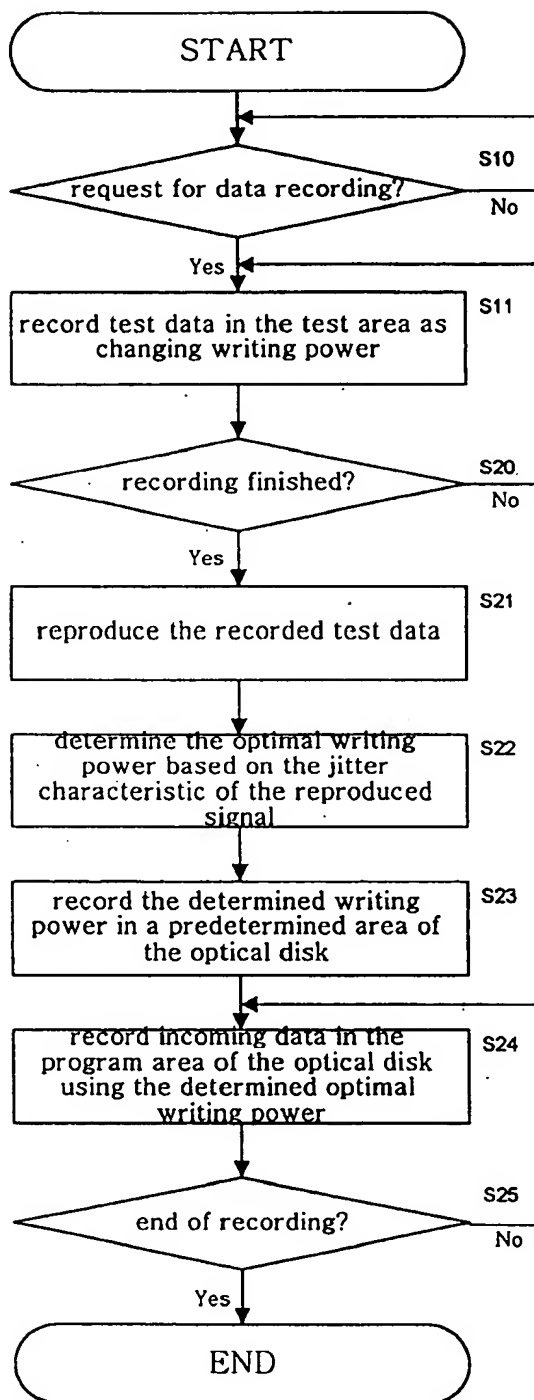 START
S10
request for data recording?
No
Yes
S11
record test data in the test area as
changing writing power
S20
recording finished?
No
Yes
S21
reproduce the recorded test data
S22
determine the optimal writing
power based on the jitter
characteristic of the reproduced
signal
S23
record the determined writing
power in a predetermined area of
the optical disk
S24
record incoming data in the
program area of the optical disk
using the determined optimal
writing power
S25
end of recording?
No
Yes
END